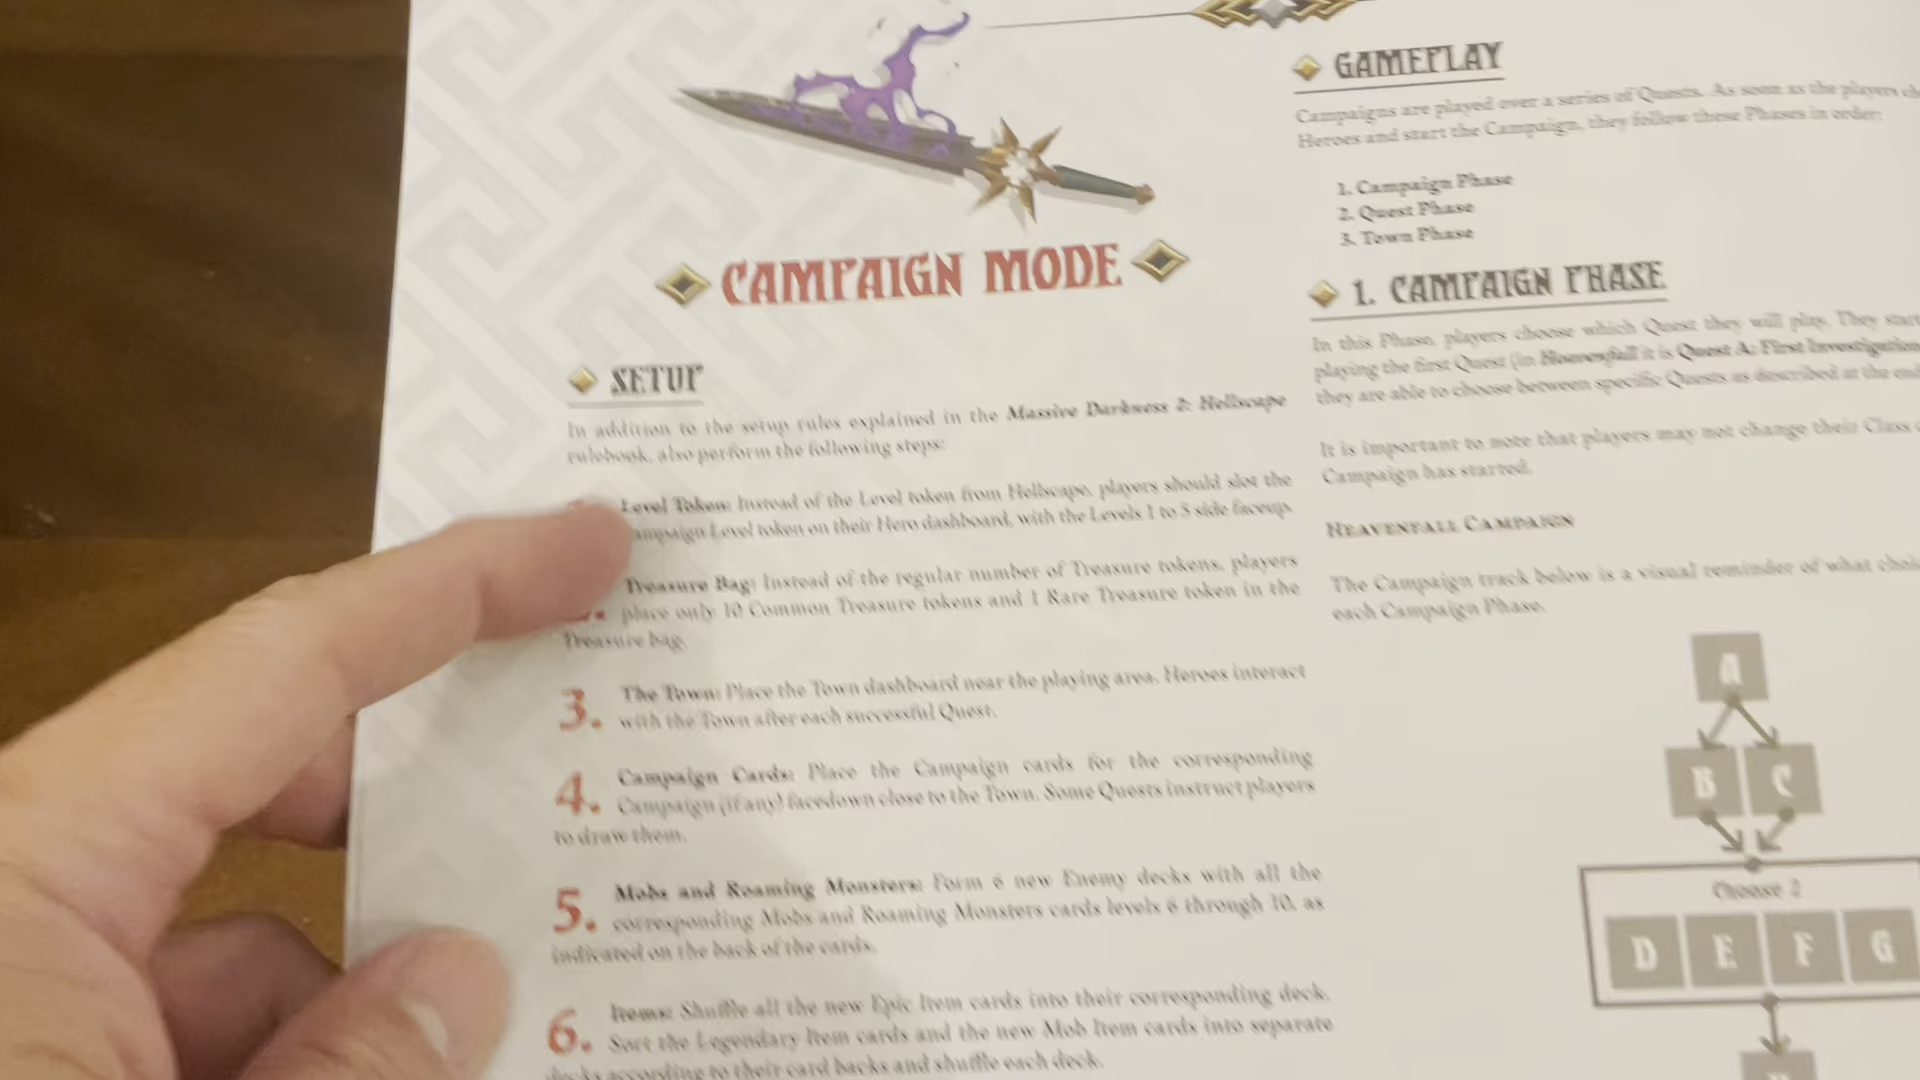 CAMPAIGN MODE
SETUP
In addition to the setup rules explained in the Massive Darkness 2: Hellscape
rulebook, also perform the following steps:
Level Token: Instead of the Level token from Hellscape, players should slot the
ampaign Level token on their Hero dashboard, with the Levels 1 to 5 side faceup.
Treasure Bag: Instead of the regular number of Treasure tokens, players
place only 10 Common Treasure tokens and 1 Rare Treasure token in the
Treasure bag.
3. The Town: Place the Town dashboard near the playing area. Heroes interact
with the Town after each successful Quest.
4. Campaign Cards: Place the Campaign cards for the corresponding
Campaign (if any) facedown close to the Town. Some Quests instruct players
to draw them.
5. Mobs and Roaming Monsters: Form 6 new Enemy decks with all the
corresponding Mobs and Roaming Monsters cards levels 6 through 10, as
indicated on the back of the cards.
6. Items: Shuffle all the new Epic Item cards into their corresponding deck.
Sort the Legendary Item cards and the new Mob Item cards into separate
decks according to their card backs and shuffle each deck.
GAMEPLAY
Campaigns are played over a series of Quests. As soon as the players
Heroes and start the Campaign, they follow these Phases in order:
1. Campaign Phase
2. Quest Phase
3. Town Phase
1. CAMPAIGN PHASE
In this Phase, players choose which Quest they will play. They start
playing the first Quest (in Heavenfall it is Quest A: First Investigation
they are able to choose between specific Quests as described at the end
It is important to note that players may not change their Class
Campaign has started.
HEAVENFALL CAMPAIGN
The Campaign track below is a visual reminder of what
each Campaign Phase.
A
B C
Choose 2
D E F G